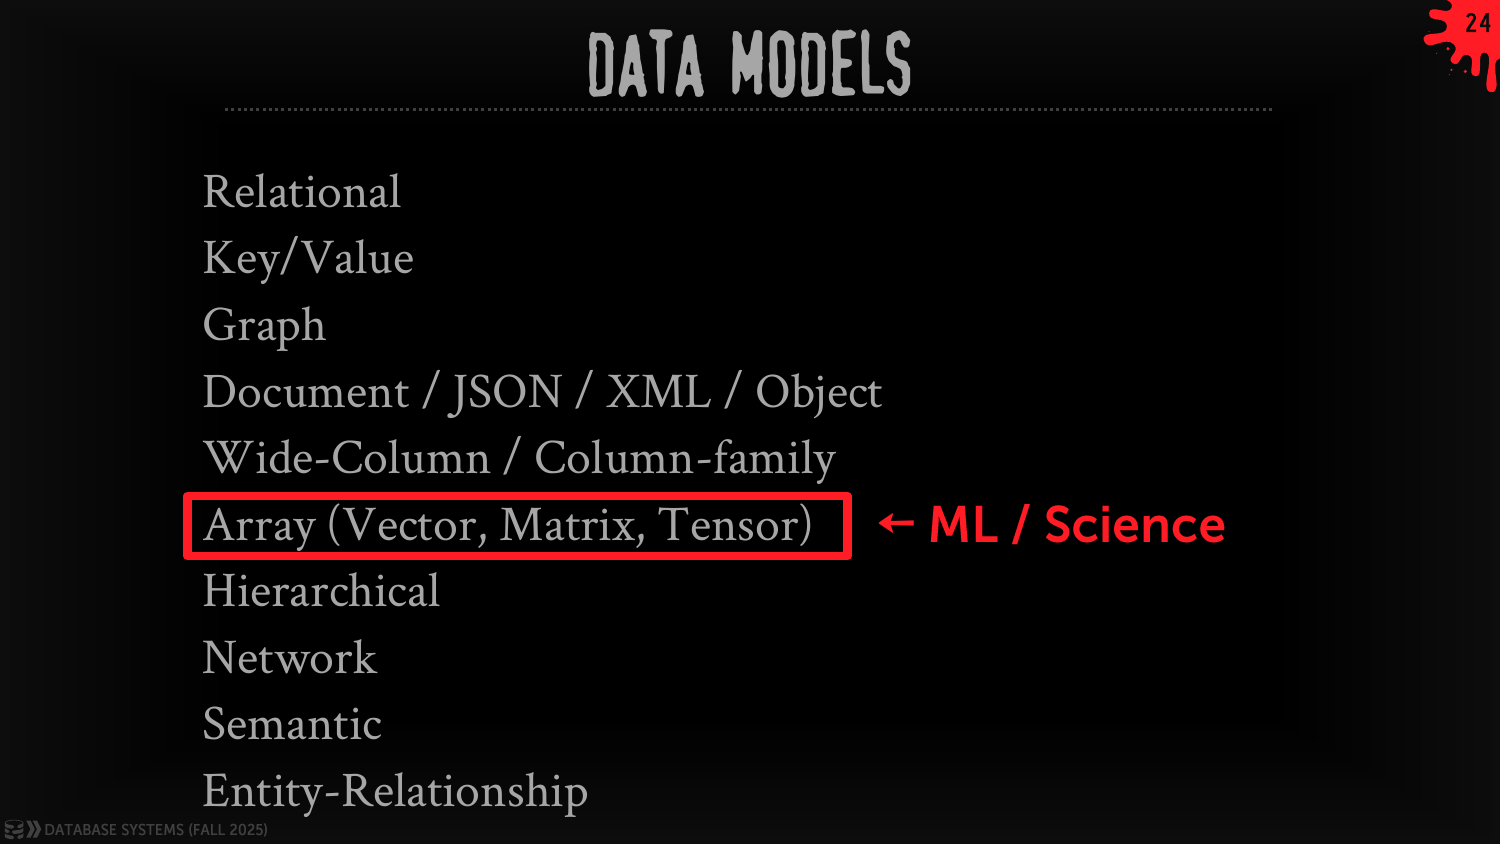 24
DATA MODELS
Relational
Key/Value
Graph
Document / JSON / XML / Object
Wide-Column / Column-family
Array (Vector, Matrix, Tensor) ← ML / Science
Hierarchical
Network
Semantic
Entity-Relationship
DATABASE SYSTEMS (FALL 2025)